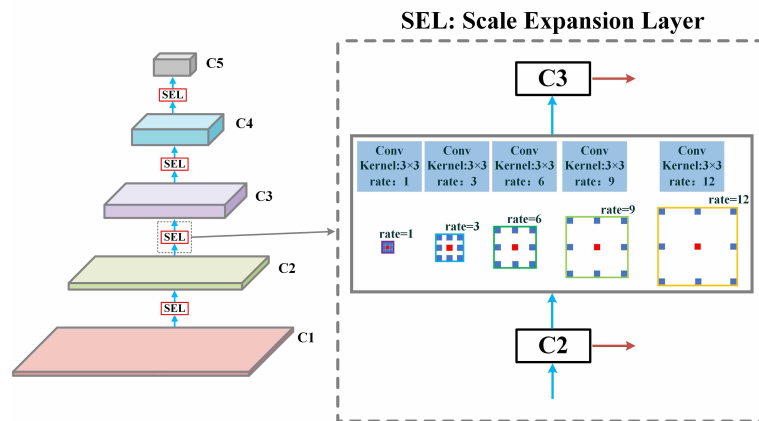 SEL: Scale Expansion Layer
C5
SEL
C4
SEL
C3
SEL
C2
SEL
C1
C3
Conv
Kernel:3×3
rate: 1
Conv
Kernel:3×3
rate: 3
Conv
Kernel:3×3
rate: 6
Conv
Kernel:3×3
rate: 9
Conv
Kernel:3×3
rate: 12
rate=1
rate=3
rate=6
rate=9
rate=12
C2